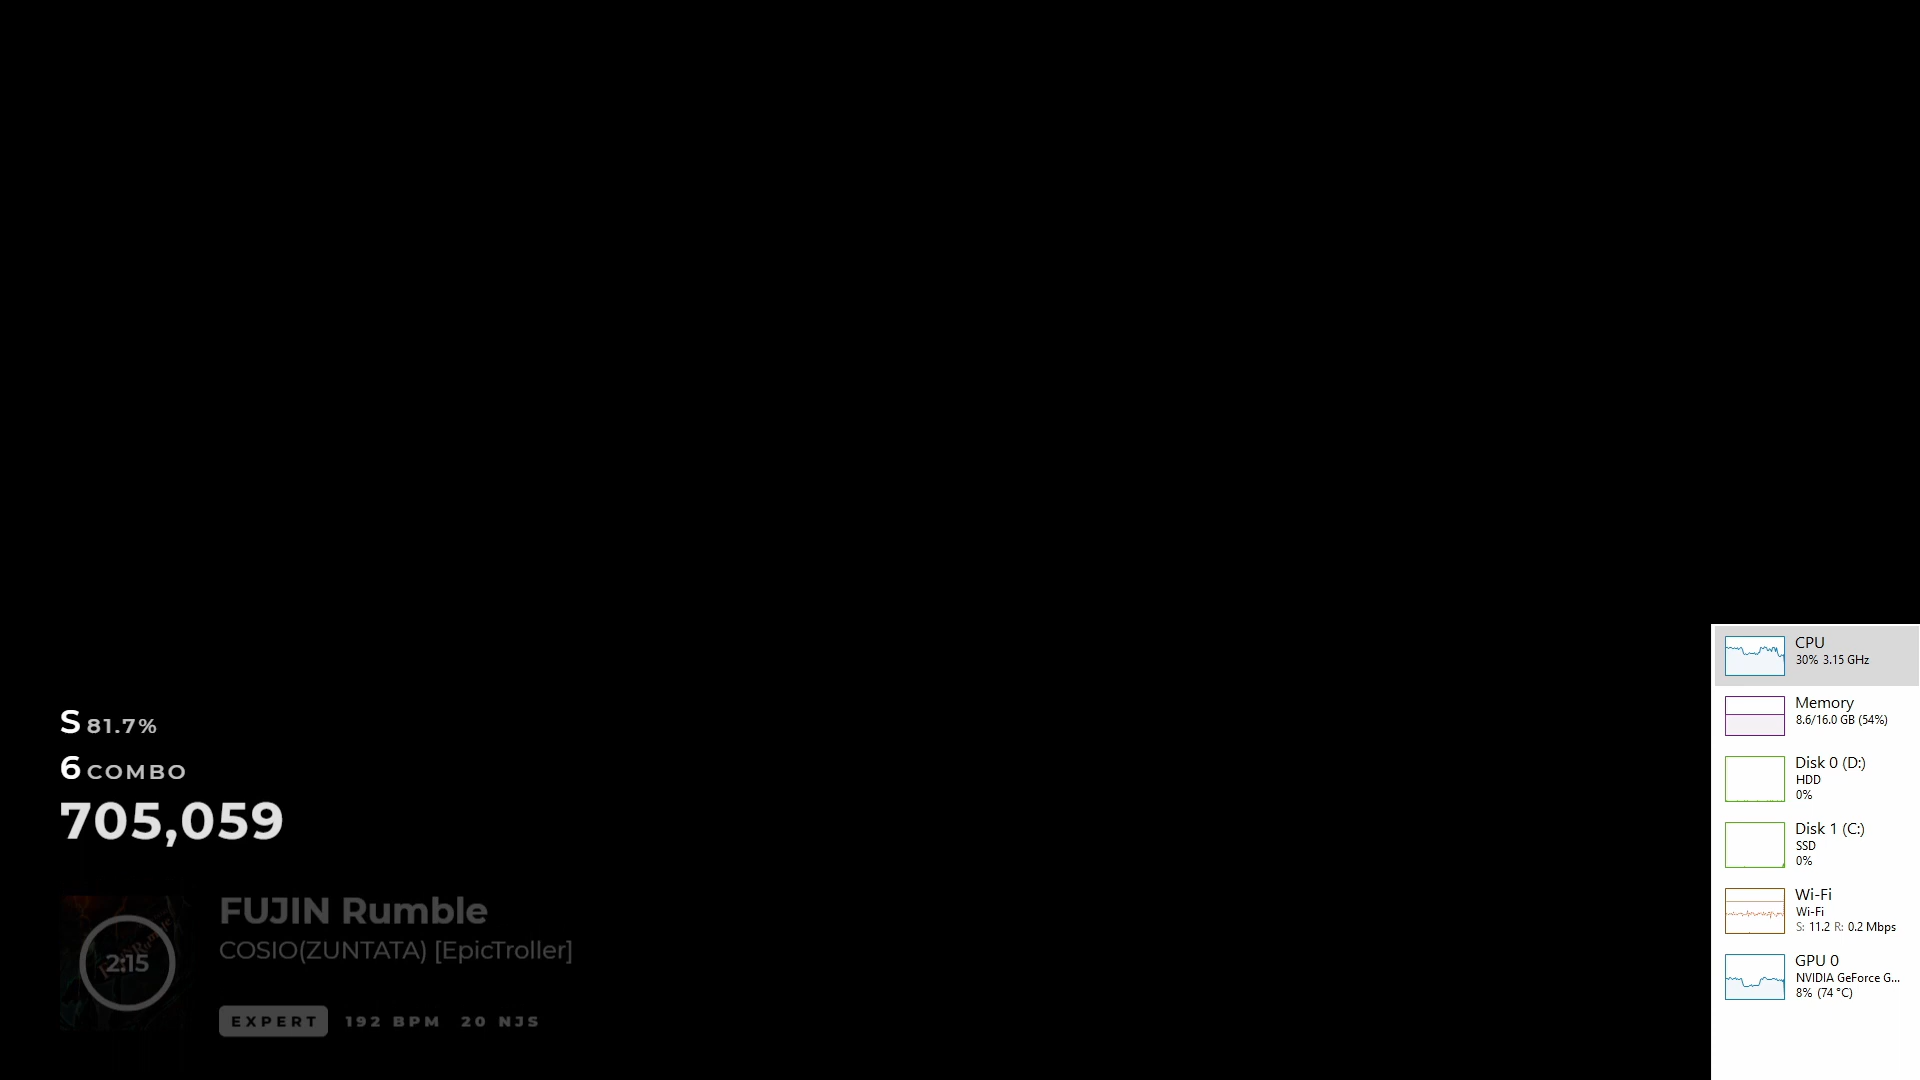 S 81.7%
6 COMBO
705,059
2:15
FUJIN Rumble
COSIO(ZUNTATA) [EpicTroller]
EXPERT 192 BPM 20 NJS
CPU
30% 3.15 GHz
Memory
8.6/16.0 GB (54%)
Disk 0 (D:)
HDD
0%
Disk 1 (C:)
SSD
0%
Wi-Fi
Wi-Fi
S: 11.2 R: 0.2 Mbps
GPU 0
NVIDIA GeForce G...
8% (74 °C)